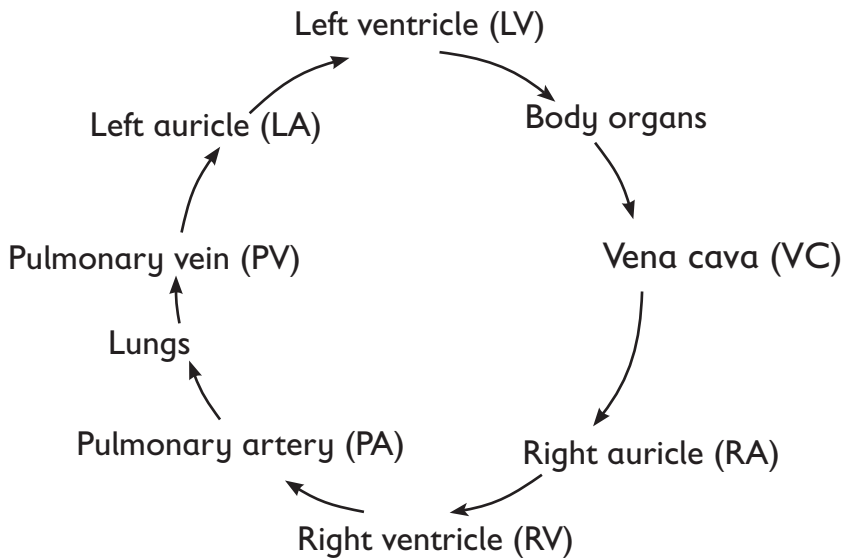 Left ventricle (LV)
Body organs
Vena cava (VC)
Right auricle (RA)
Right ventricle (RV)
Pulmonary artery (PA)
Lungs
Pulmonary vein (PV)
Left auricle (LA)